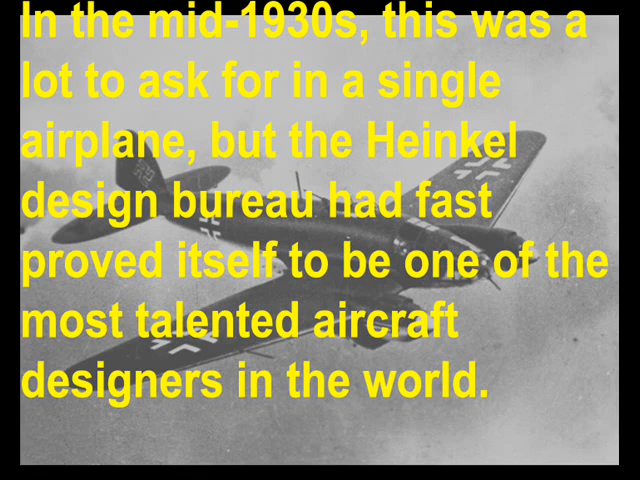 In the mid-1930s, this was a
lot to ask for in a single
airplane, but the Heinkel
design bureau had fast
proved itself to be one of the
most talented aircraft
designers in the world.